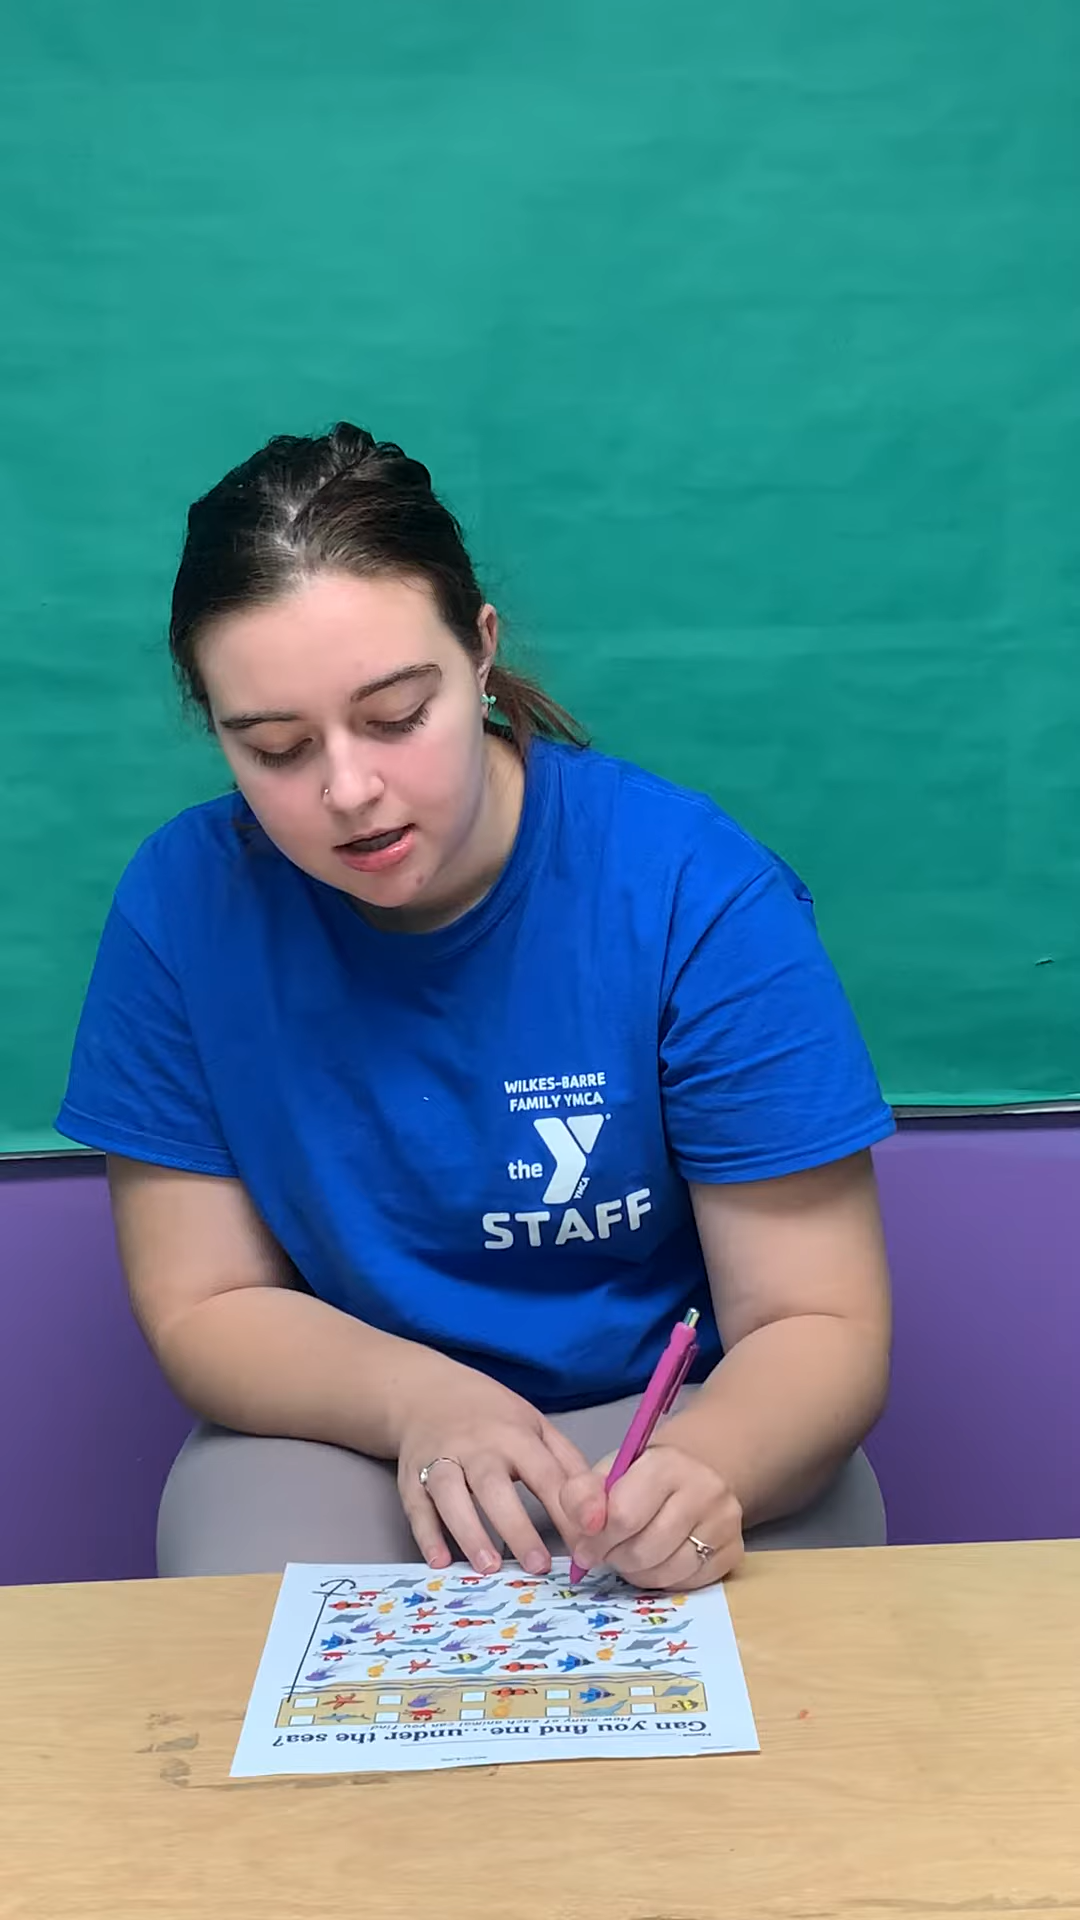 WILKES-BARRE
FAMILY YMCA
the
YMCA
STAFF
Can you find me...under the sea?
How many of each animal can you find